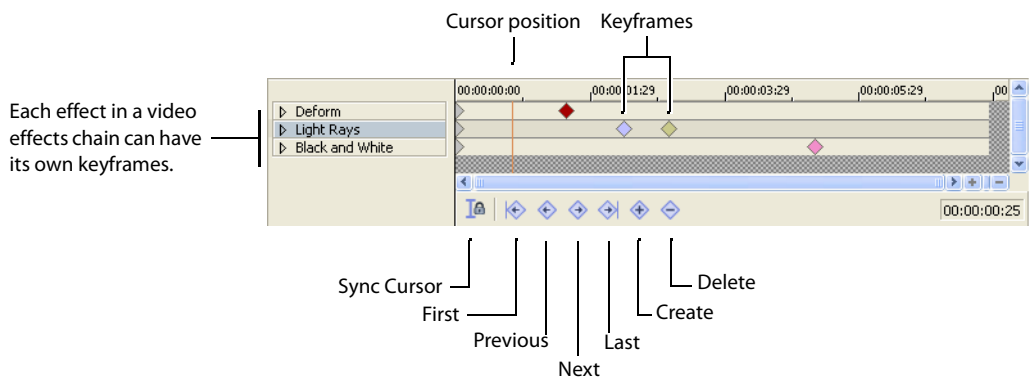 Cursor position
Keyframes
00:00:00:00
00:00:01:29
00:00:03:29
00:00:05:29
00
Each effect in a video
effects chain can have
its own keyframes.
Deform
Light Rays
Black and White
00:00:00:25
Sync Cursor
Delete
First
Create
Previous
Last
Next